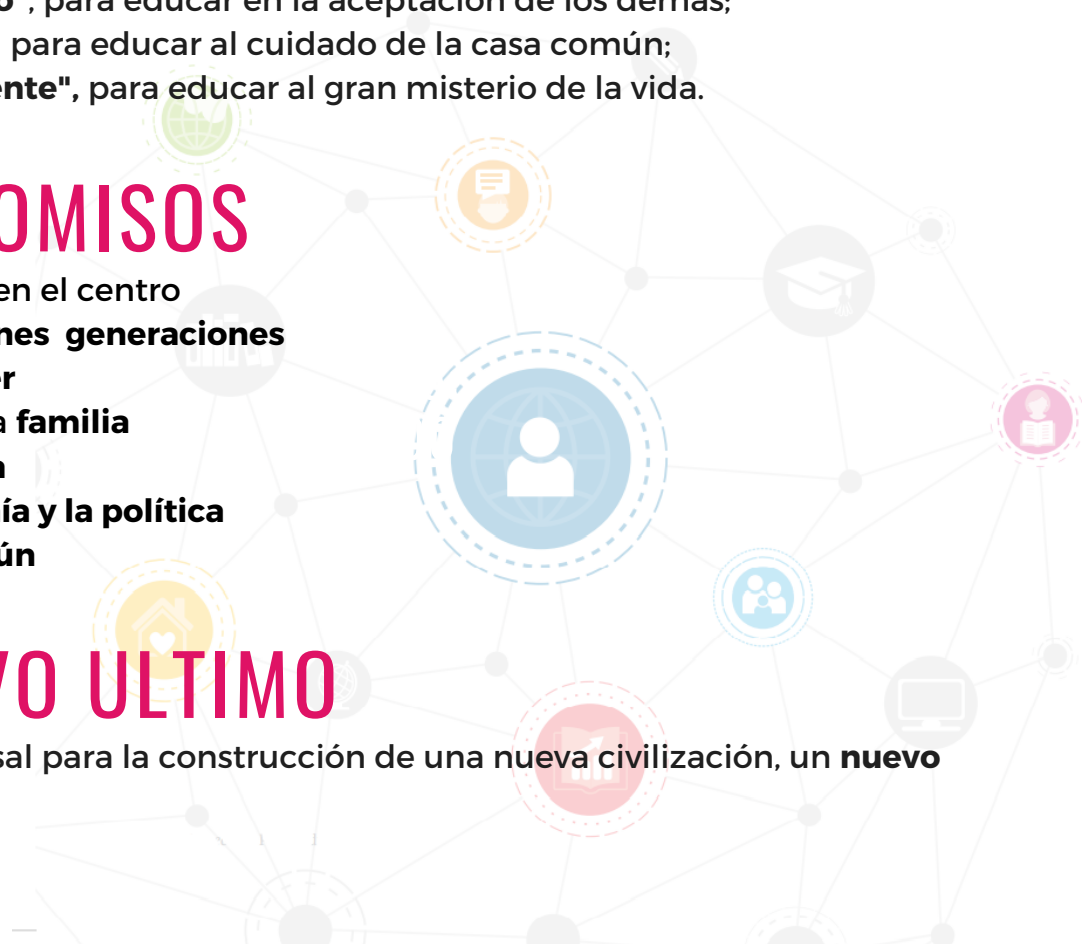 o", para educar en la aceptación de los demás;
para educar al cuidado de la casa común;
ente", para educar al gran misterio de la vida.
OMISOS
en el centro
nes generaciones
er
a familia
a
ía y la política
ún
VO ULTIMO
sal para la construcción de una nueva civilización, un nuevo